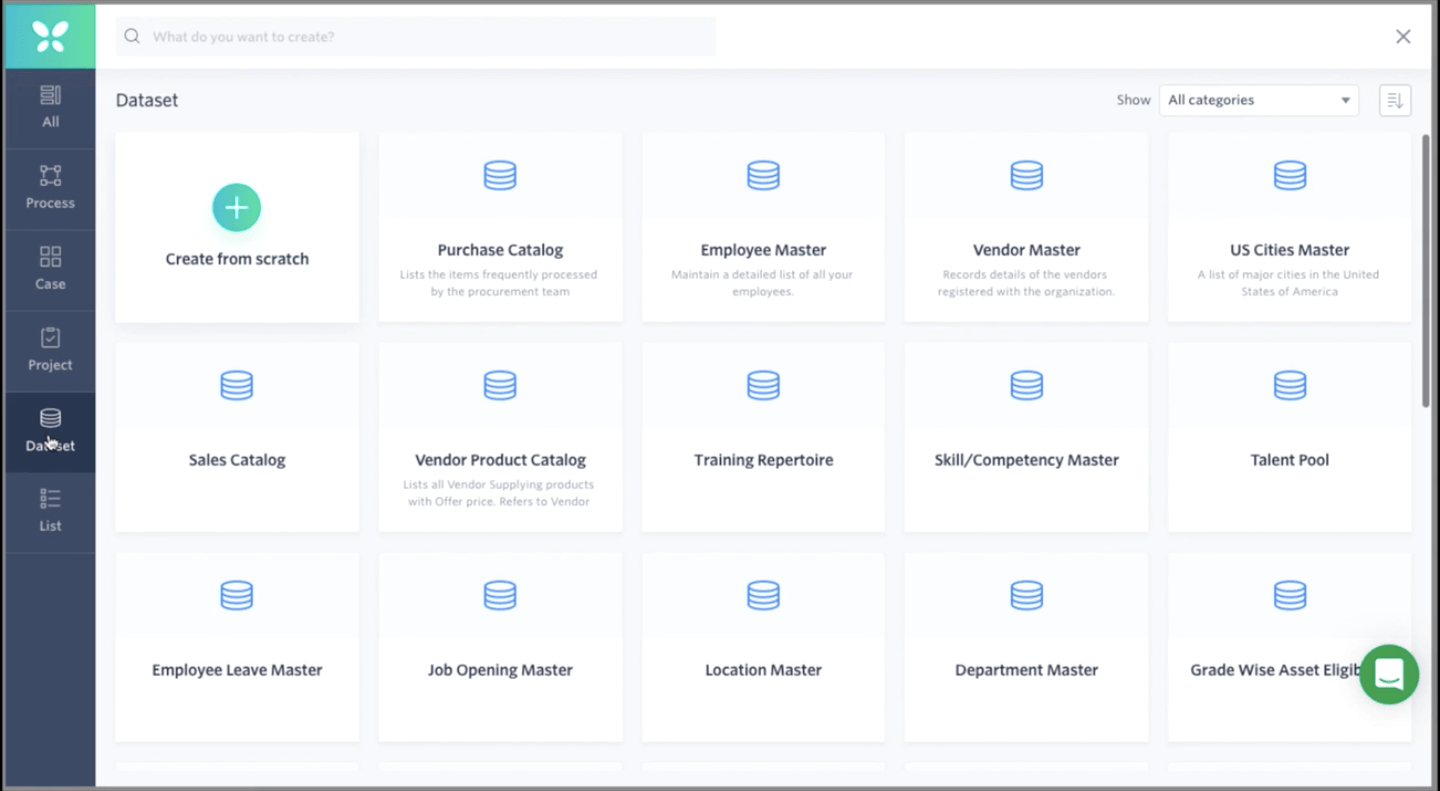 What do you want to create?
All
Process
Case
Project
Dataset
List
Dataset
Show
All categories
Create from scratch
Purchase Catalog
Lists the items frequently processed
by the procurement team
Employee Master
Maintain a detailed list of all your
employees.
Vendor Master
Records details of the vendors
registered with the organization.
US Cities Master
A list of major cities in the United
States of America
Sales Catalog
Vendor Product Catalog
Lists all Vendor Supplying products
with Offer price. Refers to Vendor
Training Repertoire
Skill/Competency Master
Talent Pool
Employee Leave Master
Job Opening Master
Location Master
Department Master
Grade Wise Asset